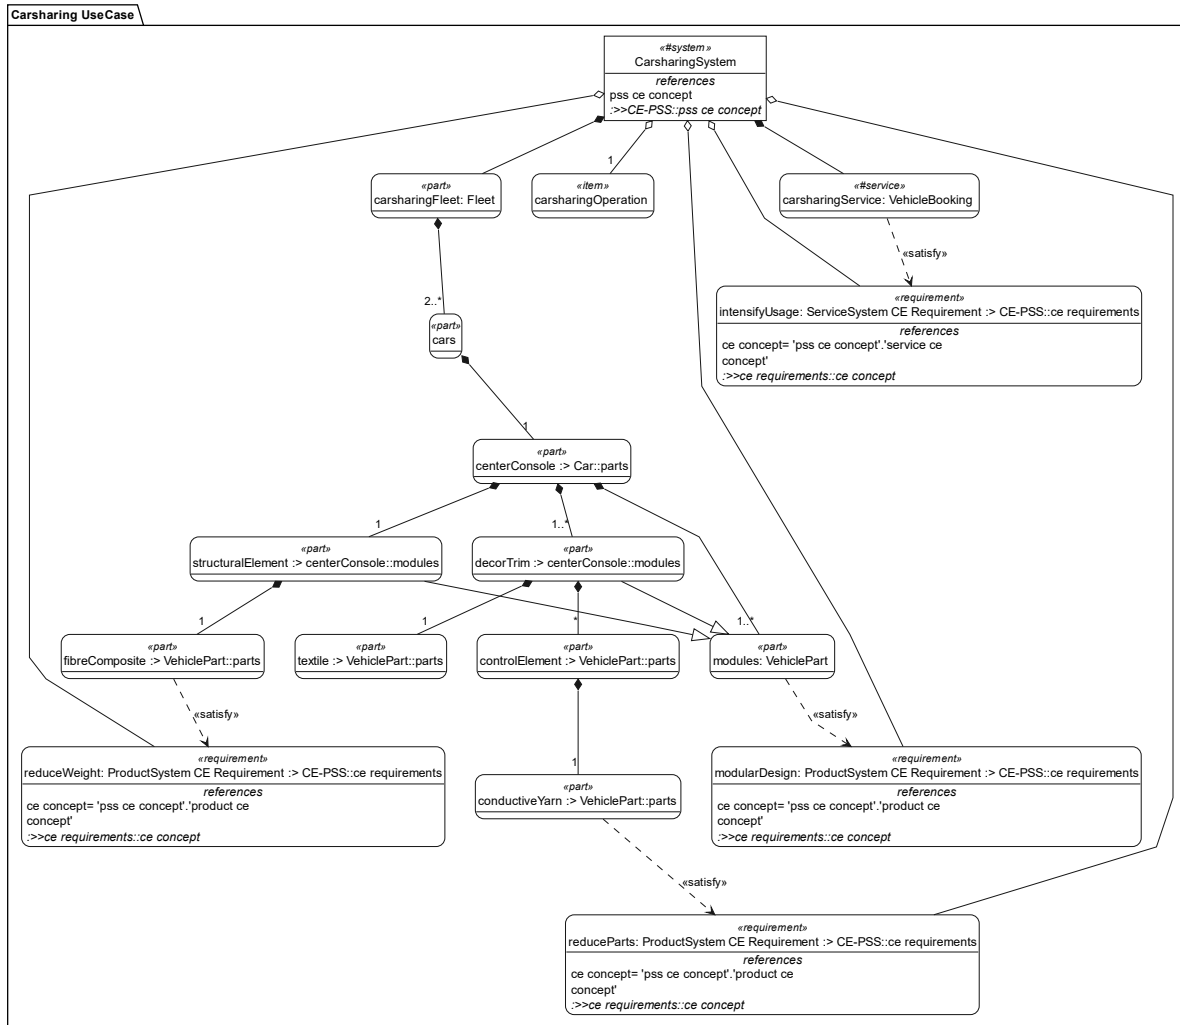 Carsharing UseCase
«#system»
CarsharingSystem
references
pss ce concept
:>>CE-PSS::pss ce concept
1
«part»
carsharingFleet: Fleet
«item»
carsharingOperation
«#service»
carsharingService: VehicleBooking
«satisfy»
2..*
«part»
cars
«requirement»
intensifyUsage: ServiceSystem CE Requirement :> CE-PSS::ce requirements
references
ce concept= 'pss ce concept'.'service ce
concept'
:>>ce requirements::ce concept
1
«part»
centerConsole :> Car::parts
1
1..*
«part»
structuralElement :> centerConsole::modules
«part»
decorTrim :> centerConsole::modules
1
1
*
1..*
«part»
fibreComposite :> VehiclePart::parts
«part»
textile :> VehiclePart::parts
«part»
controlElement :> VehiclePart::parts
«part»
modules: VehiclePart
«satisfy»
«satisfy»
«requirement»
reduceWeight: ProductSystem CE Requirement :> CE-PSS::ce requirements
references
ce concept= 'pss ce concept'.'product ce
concept'
:>>ce requirements::ce concept
1
«part»
conductiveYarn :> VehiclePart::parts
«requirement»
modularDesign: ProductSystem CE Requirement :> CE-PSS::ce requirements
references
ce concept= 'pss ce concept'.'product ce
concept'
:>>ce requirements::ce concept
«satisfy»
«requirement»
reduceParts: ProductSystem CE Requirement :> CE-PSS::ce requirements
references
ce concept= 'pss ce concept'.'product ce
concept'
:>>ce requirements::ce concept